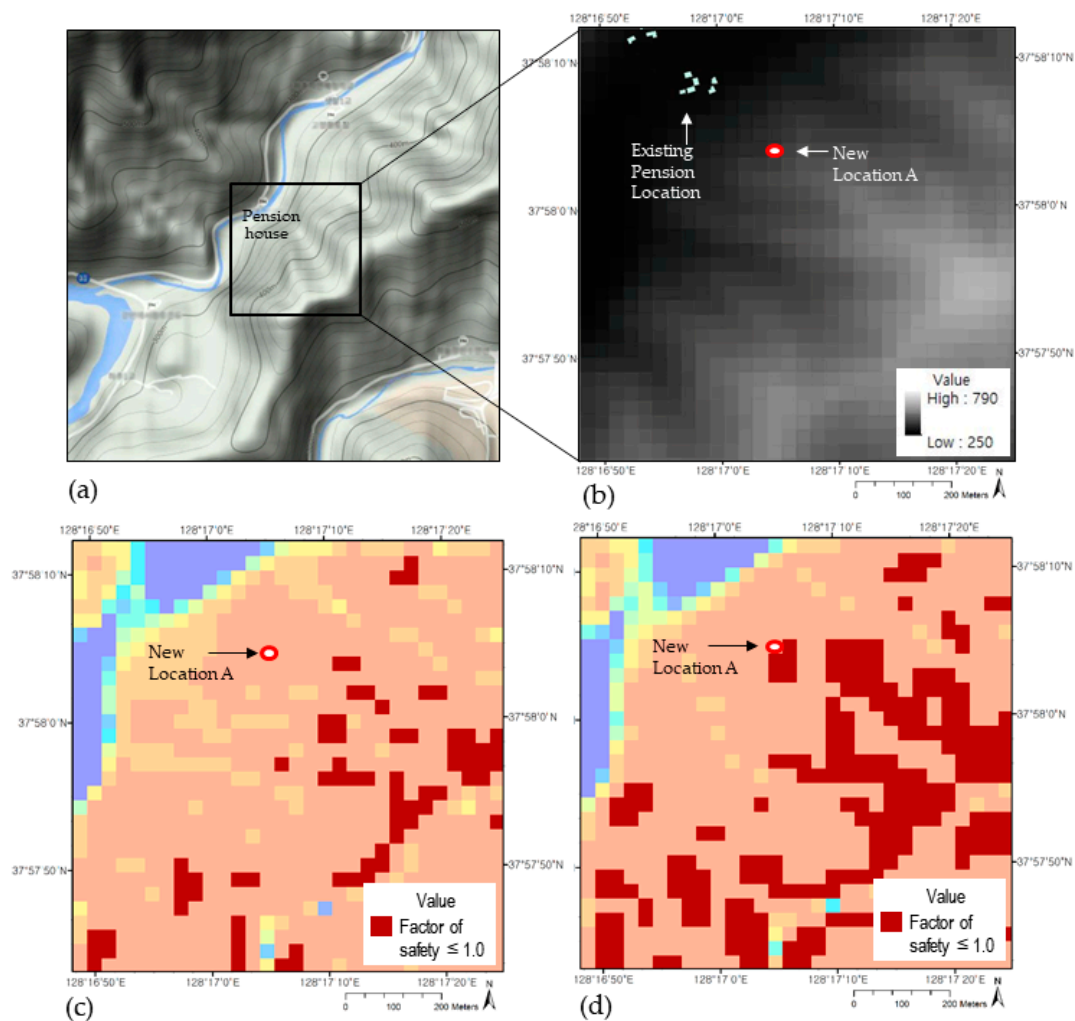 Pension
house
400m
(a)
128°16'50"E
128°17'0"E
128°17'10"E
128°17'20"E
37°58'10"N
37°58'10"N
Existing
Pension
Location
New
Location A
37°58'0"N
37°58'0"N
37°57'50"N
37°57'50"N
Value
High : 790
Low : 250
128°16'50"E
128°17'0"E
128°17'10"E
128°17'20"E
(b)
0 100 200 Meters
N
128°16'50"E
128°17'0"E
128°17'10"E
128°17'20"E
37°58'10"N
37°58'10"N
New
Location A
37°58'0"N
37°58'0"N
37°57'50"N
37°57'50"N
Value
Factor of
safety ≤ 1.0
128°16'50"E
128°17'0"E
128°17'10"E
128°17'20"E
(c)
0 100 200 Meters
N
28°16'50"E
128°17'0"E
128°17'10"E
128°17'20"E
37°58'10"N
New
Location A
37°58'0"N
37°57'50"N
Value
Factor of
safety ≤ 1.0
128°16'50"E
128°17'0"E
128°17'10"E
128°17'20"E
(d)
0 100 200 Meters
N